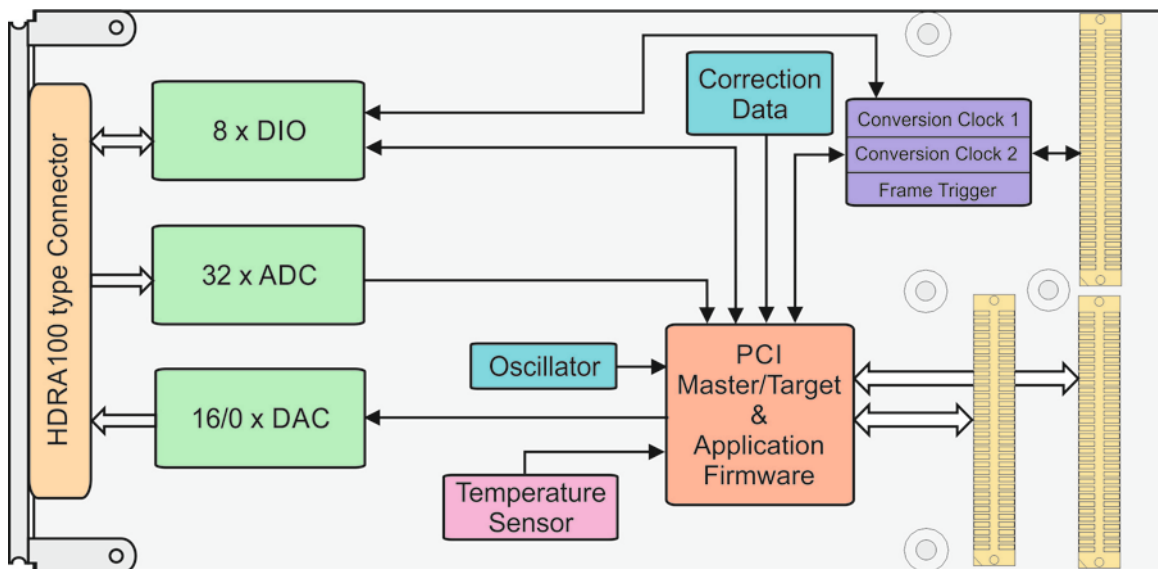 HDRA100 type Connector
8 x DIO
32 x ADC
16/0 x DAC
Correction
Data
Conversion Clock 1
Conversion Clock 2
Frame Trigger
Oscillator
Temperature
Sensor
PCI
Master/Target
&
Application
Firmware